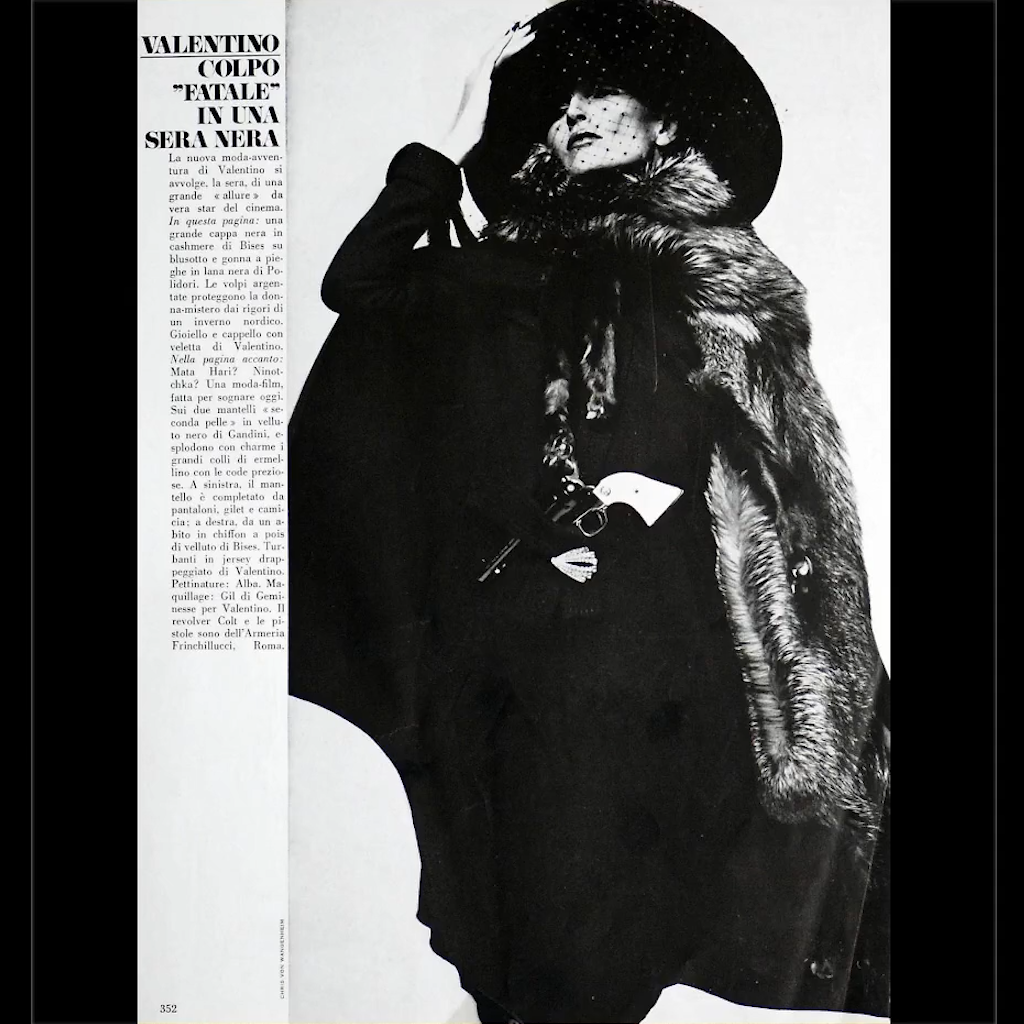 VALENTINO
COLPO
"FATALE"
IN UNA
SERA NERA
La nuova moda-avven-
tura di Valentino si
avvolge, la sera, di una
grande «allure» da
vera star del cinema.
In questa pagina: una
grande cappa nera in
cashmere di Bises su
blusotto e gonna a pie-
ghe in lana nera di Po-
lidori. Le volpi argen-
tate proteggono la don-
na-mistero dai rigori di
un inverno nordico.
Gioiello e cappello con
veletta di Valentino.
Nella pagina accanto:
Mata Hari? Ninot-
chka? Una moda-film,
fatta per sognare oggi.
Sui due mantelli «se-
conda pelle» in vellu-
to nero di Gandini, e-
splodono con charme i
grandi colli di ermel-
lino con le code prezio-
se. A sinistra, il man-
tello è completato da
pantaloni, gilet e cami-
cia; a destra, da un a-
bito in chiffon a pois
di velluto di Bises. Tur-
banti in jersey drap-
peggiato di Valentino.
Pettinature: Alba. Ma-
quillage: Gil di Gemi-
nesse per Valentino. Il
revolver Colt e le pi-
stole sono dell'Armeria
Frinchillucci, Roma.
CHRIS VON WANGENHEIM
352